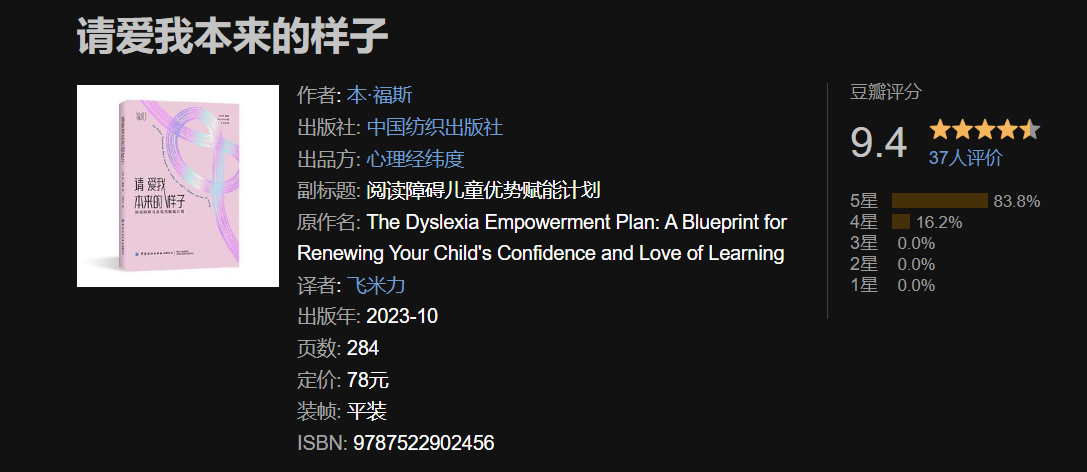 请爱我本来的样子
请 爱我
本来的样子
阅读障碍儿童优势赋能计划
作者: 本·福斯
出版社: 中国纺织出版社
出品方: 心理经纬度
副标题: 阅读障碍儿童优势赋能计划
原作名: The Dyslexia Empowerment Plan: A Blueprint for
Renewing Your Child's Confidence and Love of Learning
译者: 飞米力
出版年: 2023-10
页数: 284
定价: 78元
装帧: 平装
ISBN: 9787522902456
豆瓣评分
9.4
37人评价
5星 83.8%
4星 16.2%
3星 0.0%
2星 0.0%
1星 0.0%